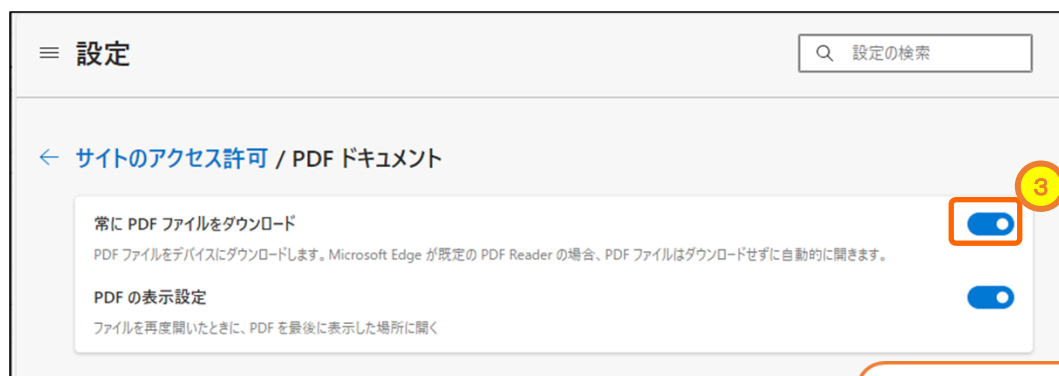 設定
設定の検索
サイトのアクセス許可 / PDF ドキュメント
3
常に PDF ファイルをダウンロード
PDF ファイルをデバイスにダウンロードします。Microsoft Edge が既定の PDF Reader の場合、PDF ファイルはダウンロードせずに自動的に開きます。
PDF の表示設定
ファイルを再度開いたときに、PDF を最後に表示した場所に開く